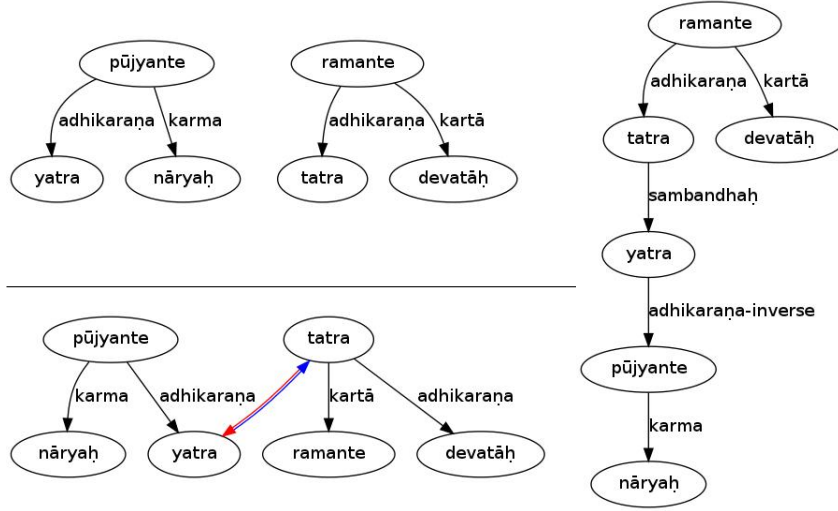 pūjyante
adhikaraṇa karma
yatra nāryaḥ
ramante
adhikaraṇa kartā
tatra devatāḥ
pūjyante
karma adhikaraṇa
nāryaḥ yatra
tatra
kartā adhikaraṇa
ramante devatāḥ
ramante
adhikaraṇa kartā
tatra devatāḥ
sambandhaḥ
yatra
adhikaraṇa-inverse
pūjyante
karma
nāryaḥ